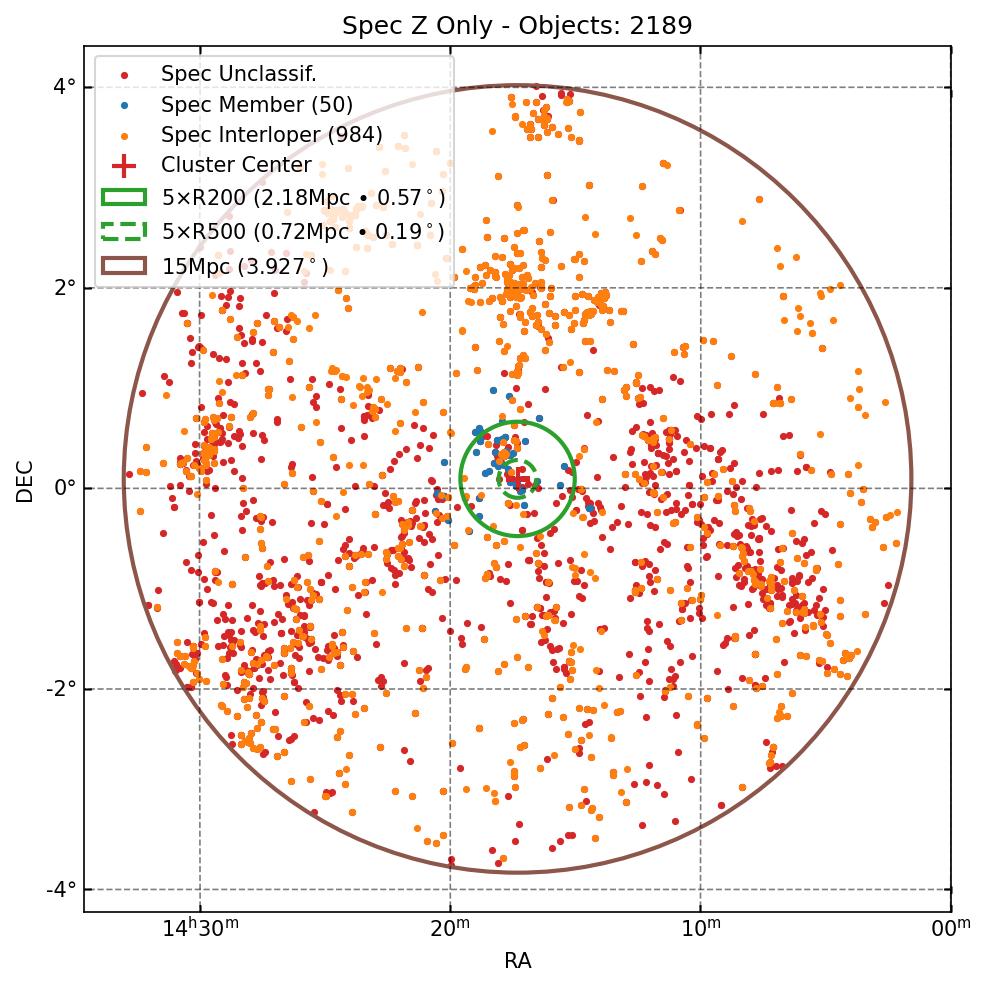 Spec Z Only - Objects: 2189
Spec Unclassif.
Spec Member (50)
Spec Interloper (984)
Cluster Center
5×R200 (2.18Mpc • 0.57°)
5×R500 (0.72Mpc • 0.19°)
15Mpc (3.927°)
4°
2°
0°
-2°
-4°
DEC
14ʰ30ᵐ 20ᵐ 10ᵐ 00ᵐ
RA